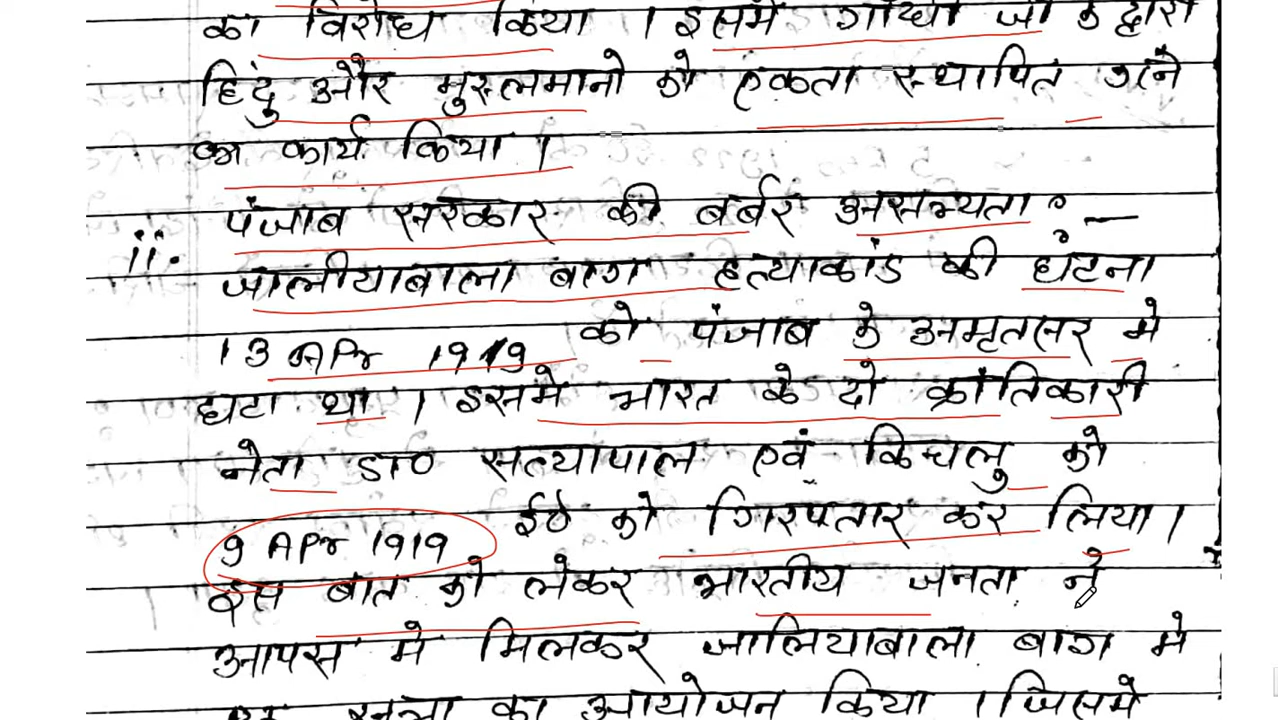 का विरोध किया । इसमें गांधी जी के द्वारा
हिंदु और मुस्लमानो को एकता स्थापित करने
का कार्य किया ।
ii. पंजाब सरकार की बर्बर असभ्यता :-
जालीयाबाला बाग हत्याकांड की घटना
13 Apr 1919 को पंजाब के अमृतसर मे
घटा था । इसमे भारत के दो क्रांतिकारी
नेता डा० सत्यापाल एवं किचलु को
9 Apr 1919 ई० को गिरफ्तार कर लिया ।
इस बात को लेकर भारतीय जनता ने
आपस मे मिलकर जालियाबाला बाग मे
सभा का आयोजन किया । जिसमे